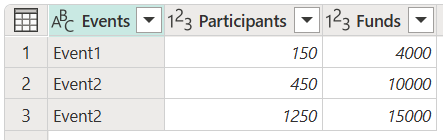 ABC Events 123 Participants 123 Funds
1 Event1 150 4000
2 Event2 450 10000
3 Event2 1250 15000